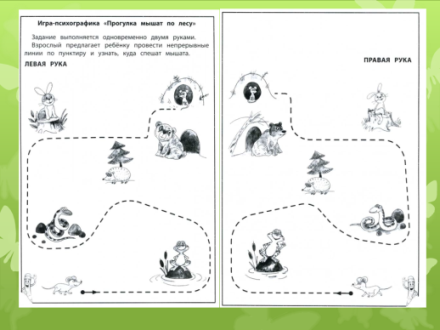 Игра-психографика «Прогулка мышат по лесу»
Задание выполняется одновременно двумя руками.
Взрослый предлагает ребёнку провести непрерывные
линии по пунктиру и узнать, куда спешат мышата.
ЛЕВАЯ РУКА
ПРАВАЯ РУКА